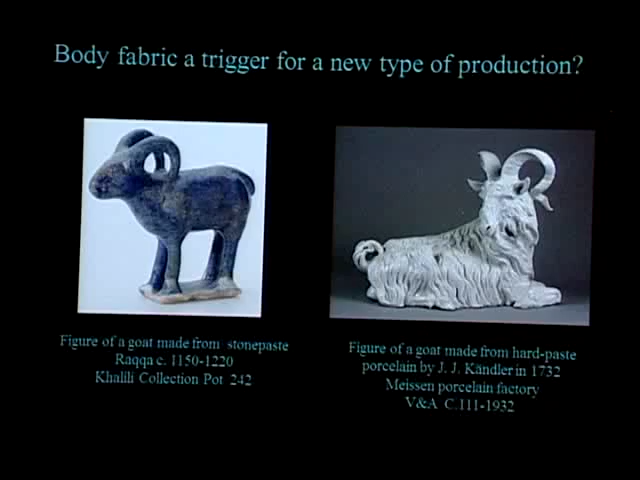 Body fabric a trigger for a new type of production?
Figure of a goat made from stonepaste
Raqqa c. 1150-1220
Khalili Collection Pot 242
Figure of a goat made from hard-paste
porcelain by J. J. Kändler in 1732
Meissen porcelain factory
V&A C.111-1932